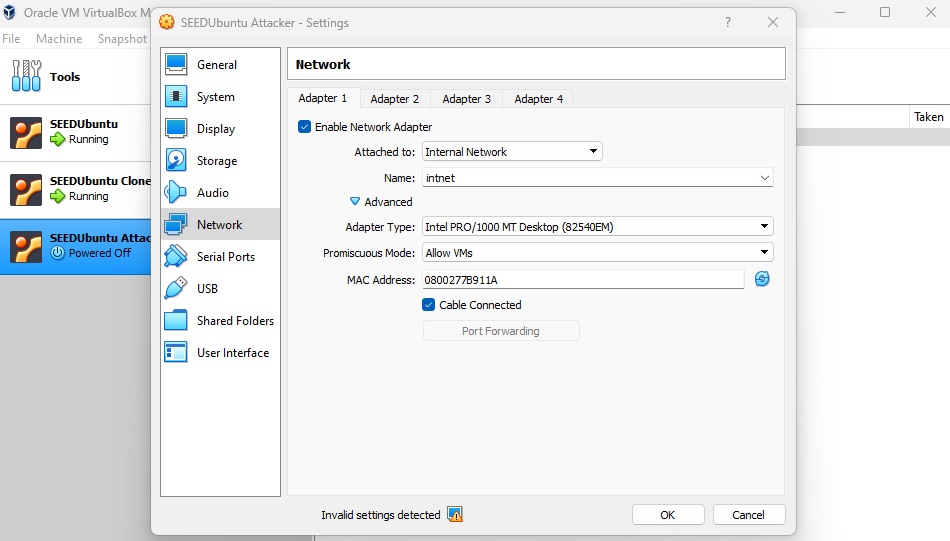 Oracle VM VirtualBox M
SEEDUbuntu Attacker - Settings
?
File Machine Snapshot
Tools
SEEDUbuntu
Running
SEEDUbuntu Clone
Running
SEEDUbuntu Attac
Powered Off
General
System
Display
Storage
Audio
Network
Serial Ports
USB
Shared Folders
User Interface
Network
Adapter 1 Adapter 2 Adapter 3 Adapter 4
Enable Network Adapter
Attached to: Internal Network
Name: intnet
Advanced
Adapter Type: Intel PRO/1000 MT Desktop (82540EM)
Promiscuous Mode: Allow VMs
MAC Address: 0800277B911A
Cable Connected
Port Forwarding
Invalid settings detected
OK Cancel
Taken